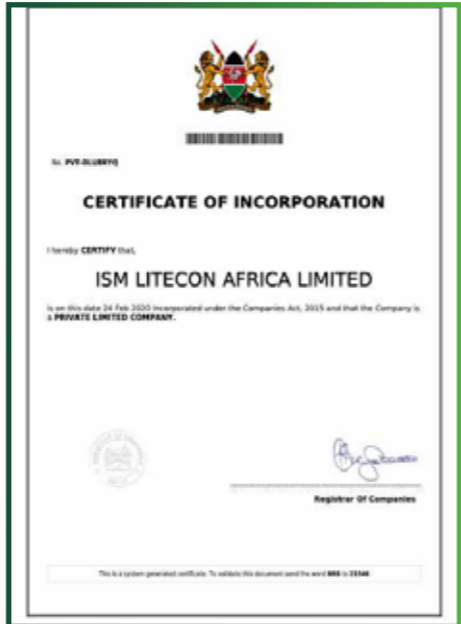 No. PVT-DLUBRYQ
CERTIFICATE OF INCORPORATION
I hereby CERTIFY that,
ISM LITECON AFRICA LIMITED
is on this date 24 Feb 2020 Incorporated under the Companies Act, 2015 and that the Company is
a PRIVATE LIMITED COMPANY.
Registrar Of Companies
This is a system generated certificate. To validate this document send the word BRS to 21546